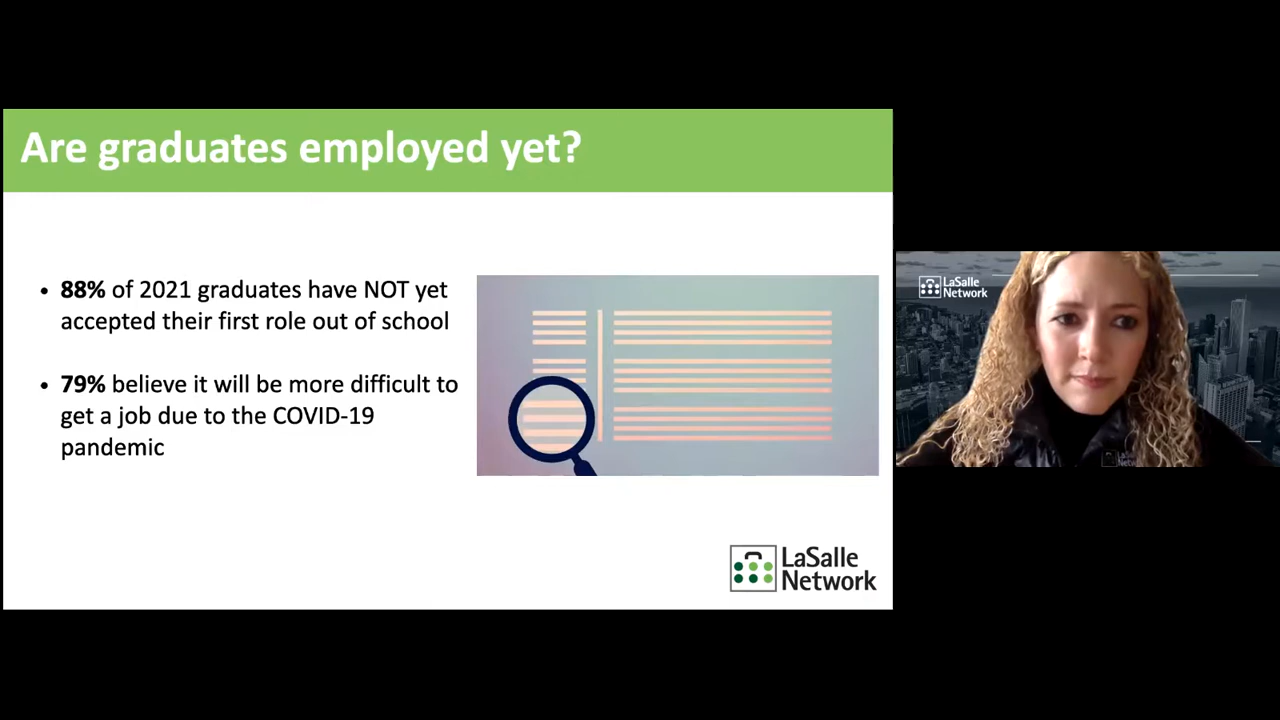 Are graduates employed yet?
• 88% of 2021 graduates have NOT yet
accepted their first role out of school
• 79% believe it will be more difficult to
get a job due to the COVID-19
pandemic
LaSalle
Network
LaSalle
Network